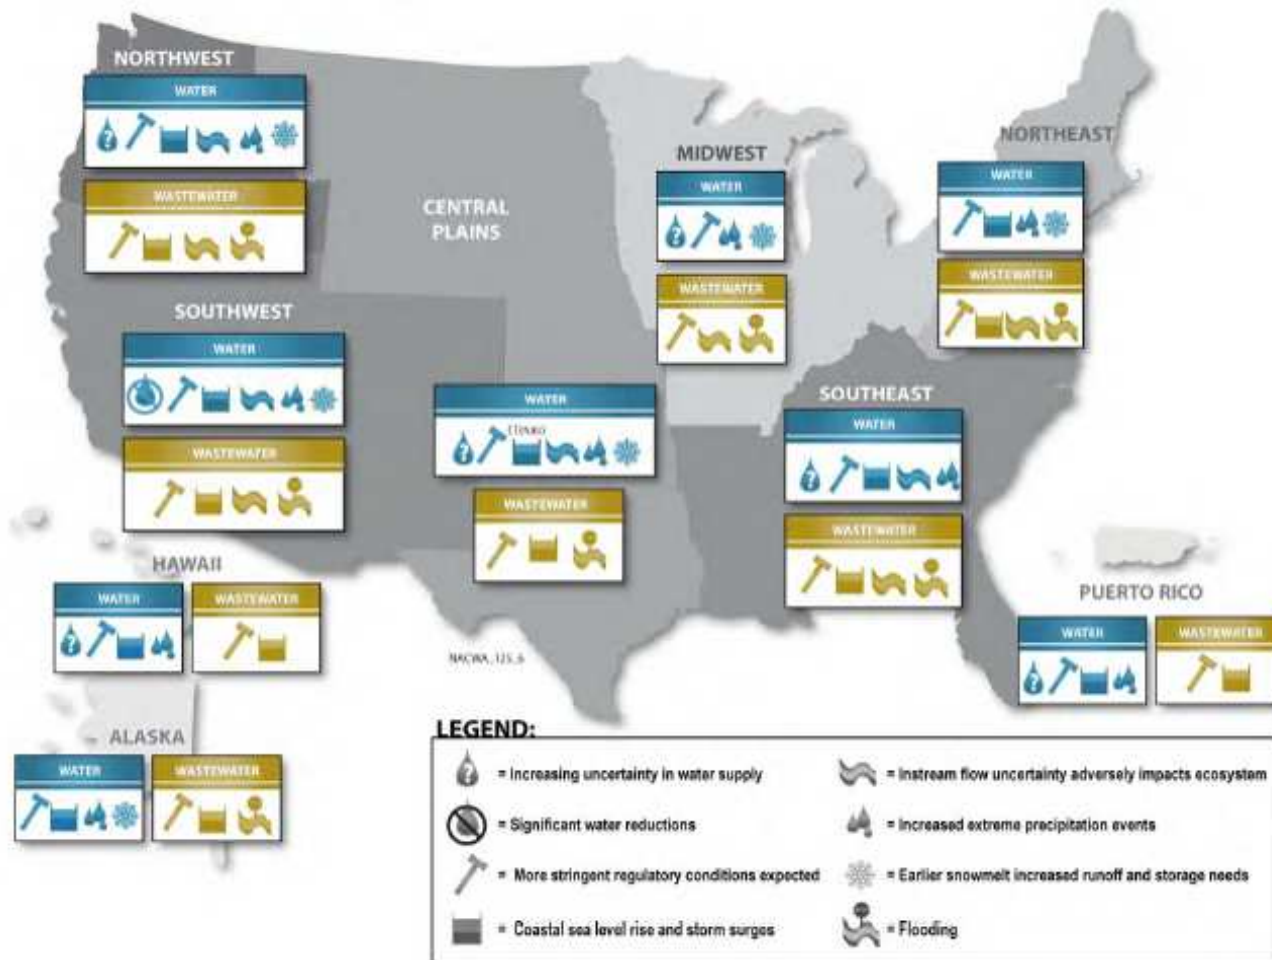 NORTHWEST
WATER
WASTEWATER
CENTRAL
PLAINS
MIDWEST
WATER
WASTEWATER
NORTHEAST
WATER
WASTEWATER
SOUTHWEST
WATER
WASTEWATER
WATER
WASTEWATER
SOUTHEAST
WATER
WASTEWATER
HAWAII
WATER
WASTEWATER
PUERTO RICO
WATER
WASTEWATER
ALASKA
WATER
WASTEWATER
LEGEND:
= Increasing uncertainty in water supply
= Significant water reductions
= More stringent regulatory conditions expected
= Coastal sea level rise and storm surges
= Instream flow uncertainty adversely impacts ecosystem
= Increased extreme precipitation events
= Earlier snowmelt increased runoff and storage needs
= Flooding